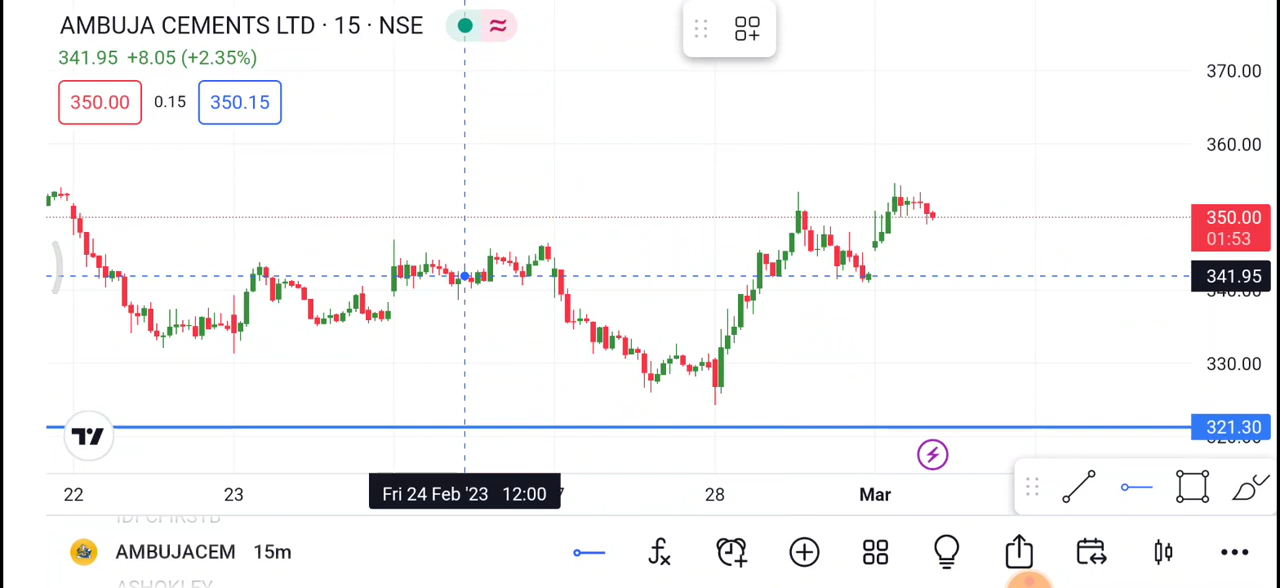 AMBUJA CEMENTS LTD · 15 · NSE
341.95 +8.05 (+2.35%)
350.00 0.15 350.15
370.00
360.00
350.00
01:53
341.95
330.00
321.30
22 23 Fri 24 Feb '23 12:00 28 Mar
AMBUJACEM 15m